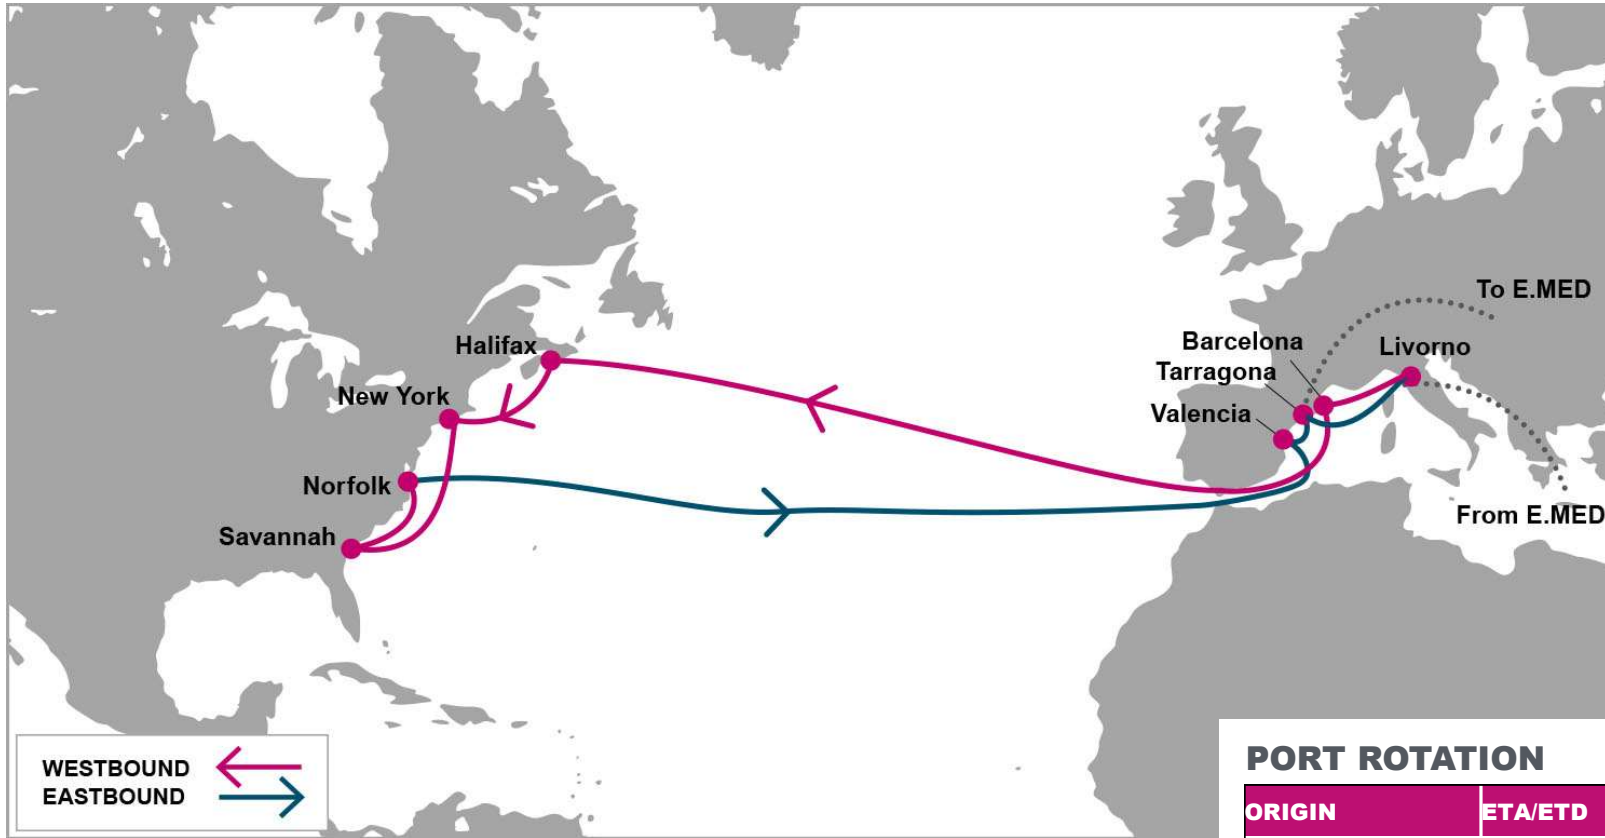 To E.MED
Barcelona
Livorno
Halifax
Tarragona
New York
Valencia
Norfolk
From E.MED
Savannah
WESTBOUND
EASTBOUND
PORT ROTATION
ORIGIN ETA/ETD